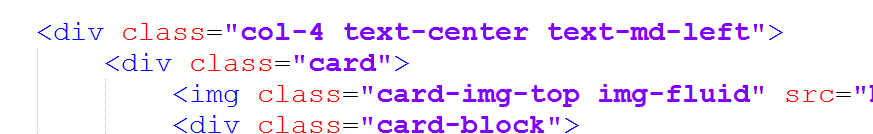 <div class="col-4 text-center text-md-left">
<div class="card">
<img class="card-img-top img-fluid" src="
<div class="card-block">